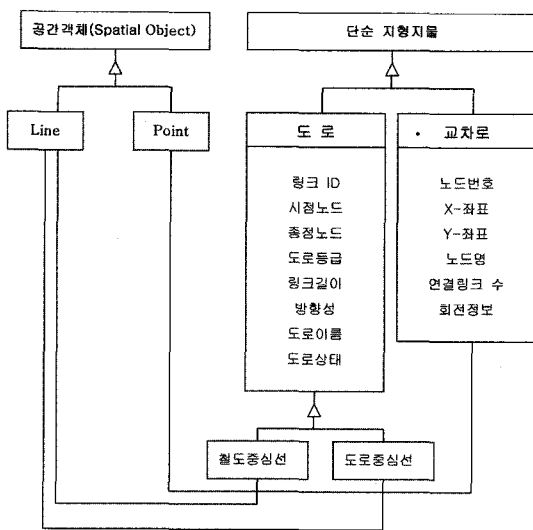 공간객체(Spatial Object)
단순 지형지물
Line
Point
도 로
링크 ID
시점노드
종점노드
도로등급
링크길이
방향성
도로이름
도로상태
교차로
노드번호
X-좌표
Y-좌표
노드명
연결링크 수
회전정보
철도중심선
도로중심선